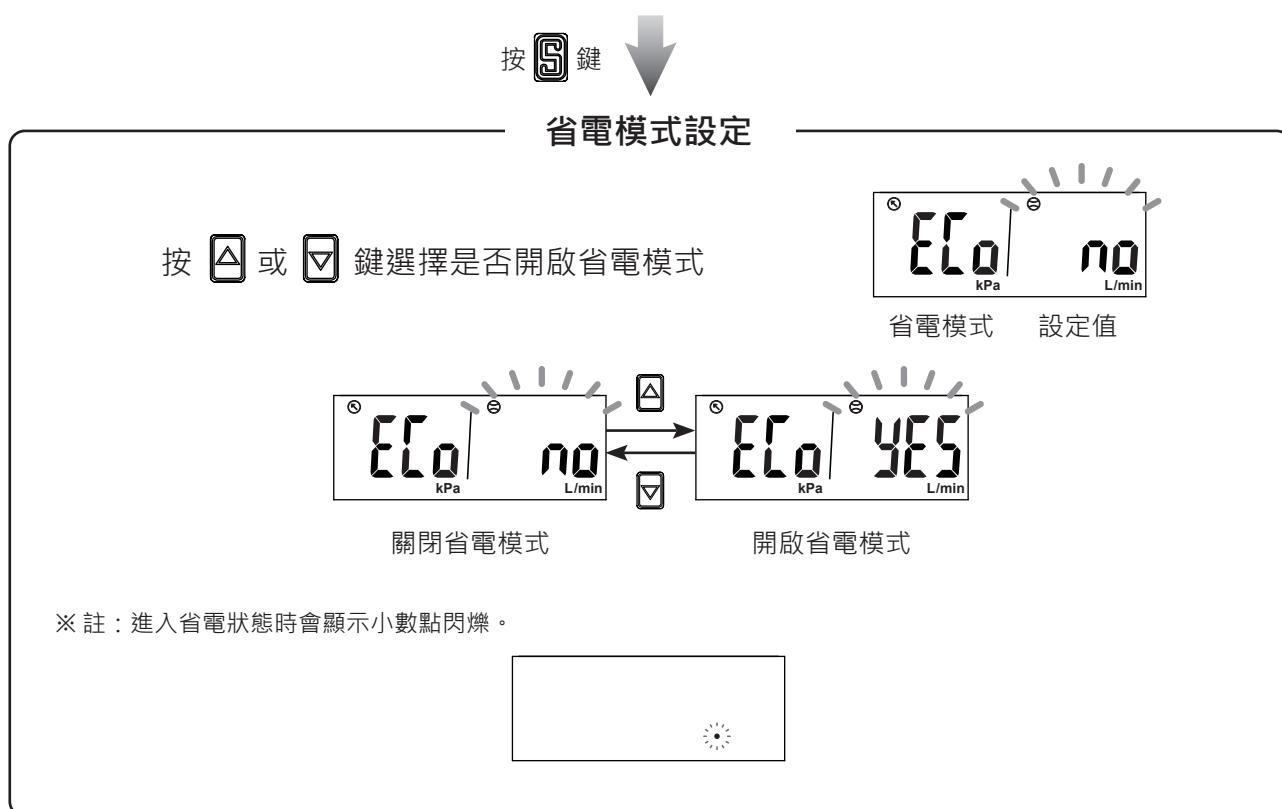 按 S 鍵
省電模式設定
按 △ 或 ▽ 鍵選擇是否開啟省電模式
ECo kPa no L/min
省電模式 設定值
△
ECo kPa no L/min ECo kPa YES L/min
▽
關閉省電模式 開啟省電模式
※ 註：進入省電狀態時會顯示小數點閃爍。